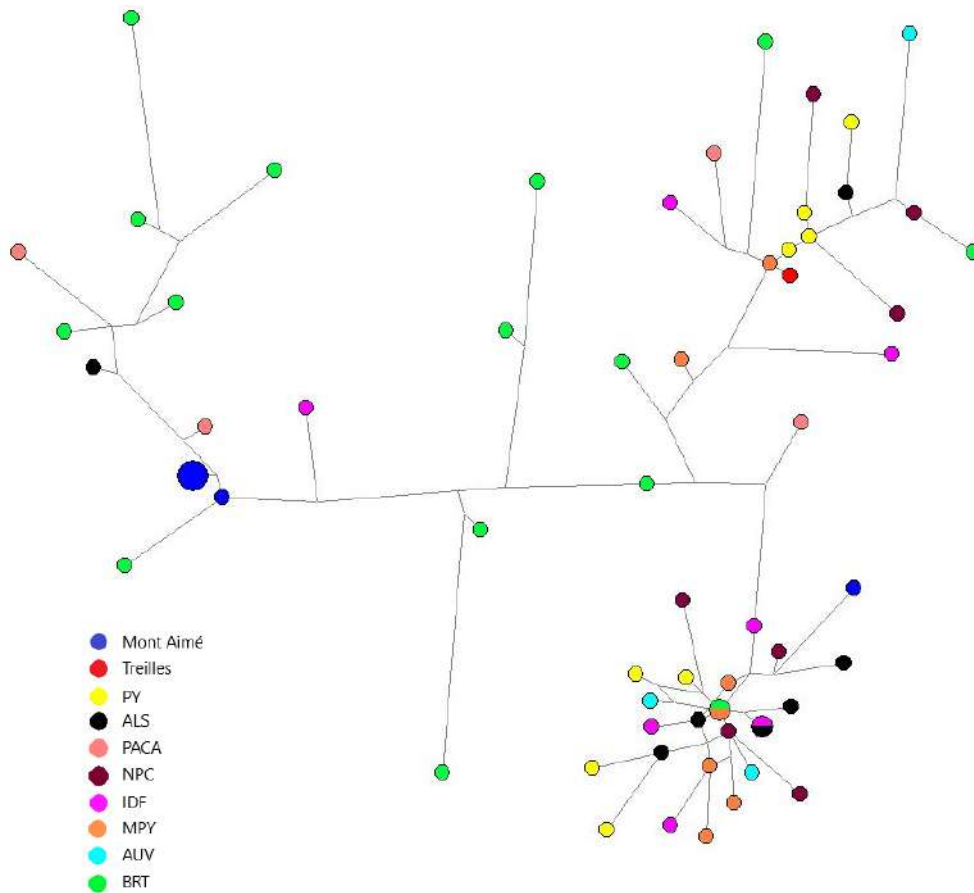 Mont Aimé
Treilles
PY
ALS
PACA
NPC
IDF
MPY
AUV
BRT